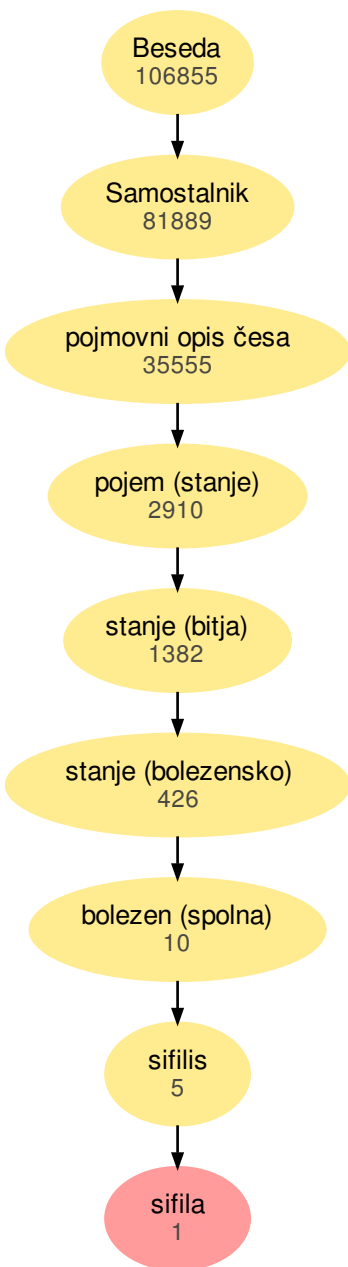 Beseda
106855
Samostalnik
81889
pojmovni opis česa
35555
pojem (stanje)
2910
stanje (bitja)
1382
stanje (bolezensko)
426
bolezen (spolna)
10
sifilis
5
sifila
1